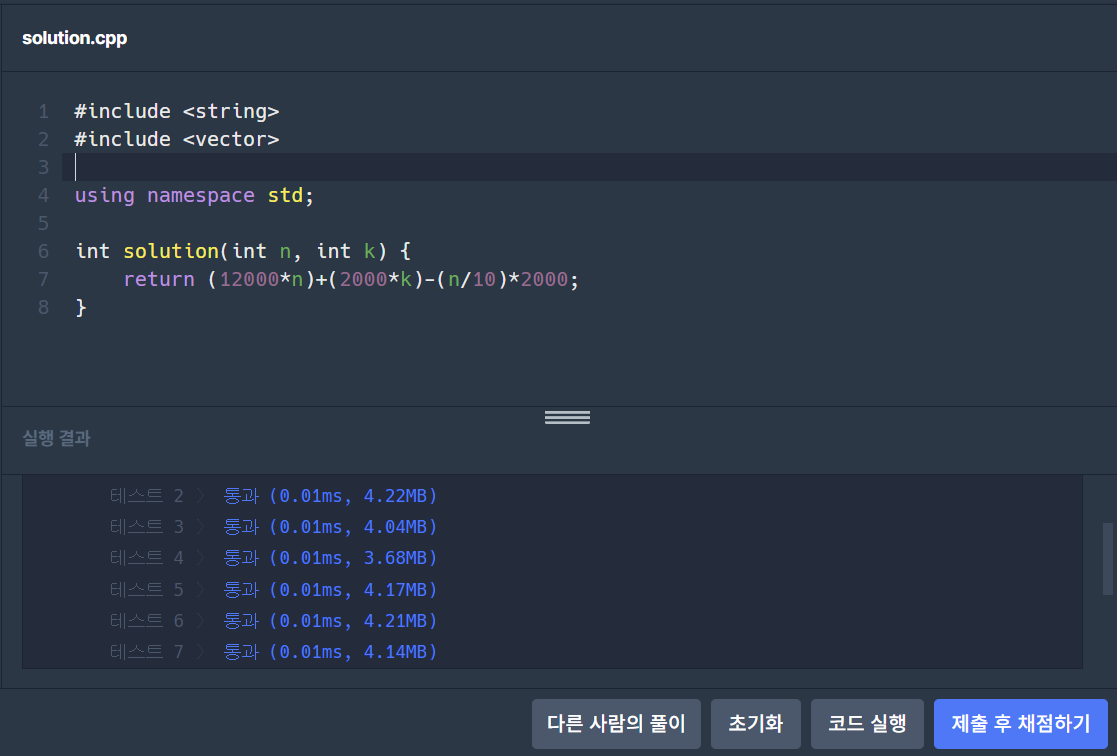 solution.cpp
1 #include <string>
2 #include <vector>
3
4 using namespace std;
5
6 int solution(int n, int k) {
7     return (12000*n)+(2000*k)-(n/10)*2000;
8 }
실행 결과
테스트 2 〉 통과 (0.01ms, 4.22MB)
테스트 3 〉 통과 (0.01ms, 4.04MB)
테스트 4 〉 통과 (0.01ms, 3.68MB)
테스트 5 〉 통과 (0.01ms, 4.17MB)
테스트 6 〉 통과 (0.01ms, 4.21MB)
테스트 7 〉 통과 (0.01ms, 4.14MB)
다른 사람의 풀이 초기화 코드 실행 제출 후 채점하기